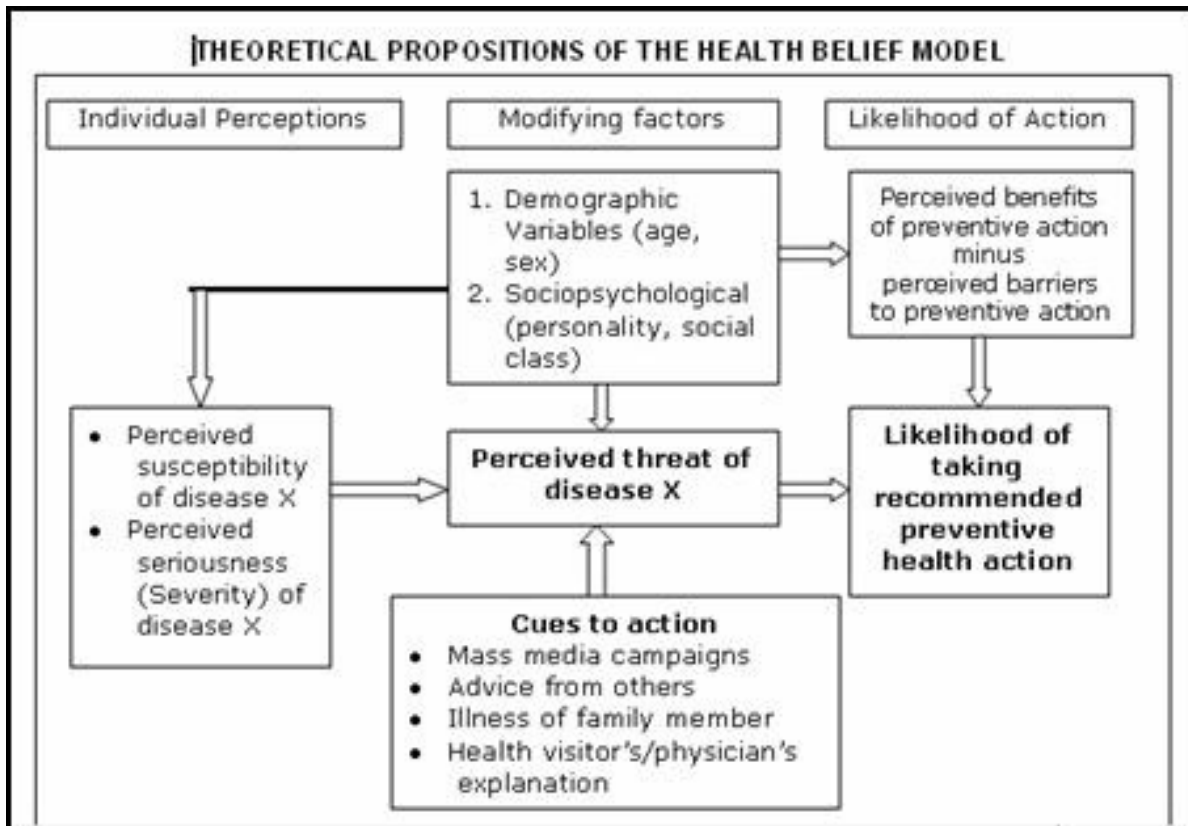 THEORETICAL PROPOSITIONS OF THE HEALTH BELIEF MODEL
Individual Perceptions
Modifying factors
Likelihood of Action
1. Demographic
Variables (age,
sex)
2. Sociopsychological
(personality, social
class)
Perceived benefits
of preventive action
minus
perceived barriers
to preventive action
• Perceived
susceptibility
of disease X
• Perceived
seriousness
(Severity) of
disease X
Perceived threat of
disease X
Likelihood of
taking
recommended
preventive
health action
Cues to action
• Mass media campaigns
• Advice from others
• Illness of family member
• Health visitor's/physician's
explanation